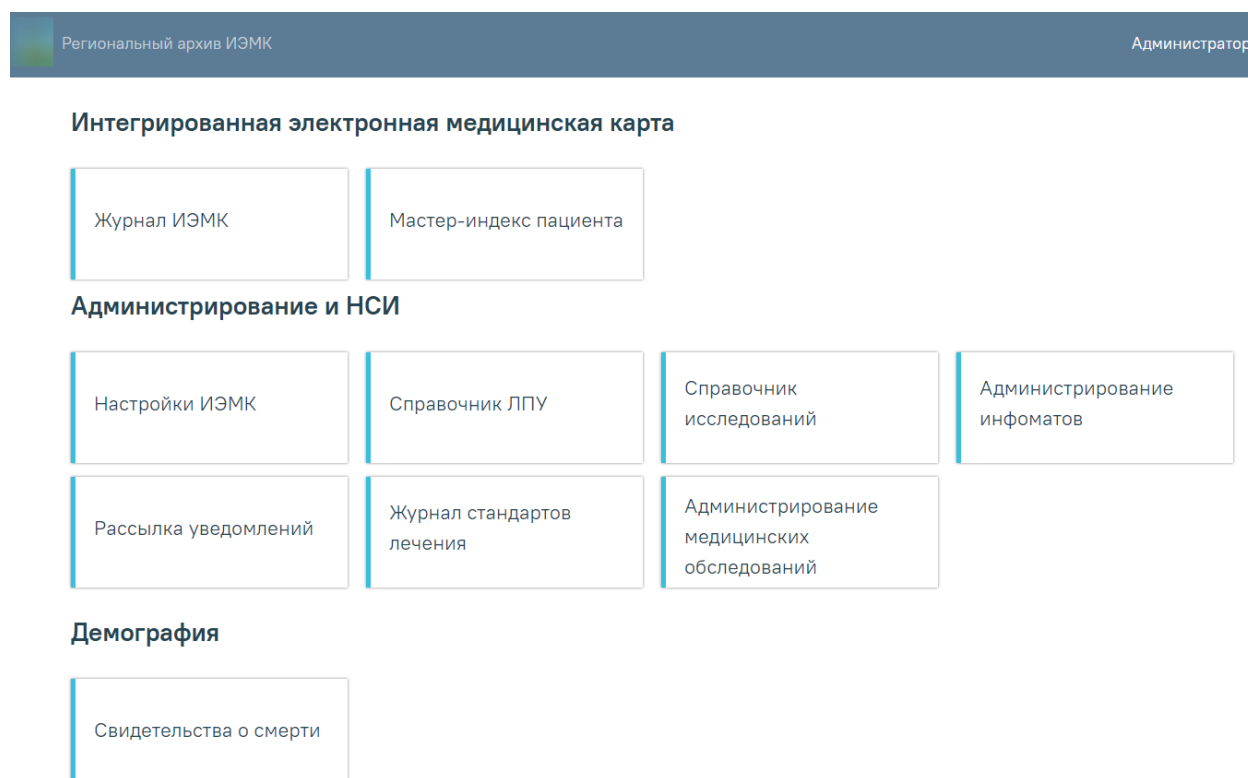 Региональный архив ИЭМК
Администратор
Интегрированная электронная медицинская карта
Журнал ИЭМК
Мастер-индекс пациента
Администрирование и НСИ
Настройки ИЭМК
Справочник ЛПУ
Справочник
исследований
Администрирование
инфоматов
Рассылка уведомлений
Журнал стандартов
лечения
Администрирование
медицинских
обследований
Демография
Свидетельства о смерти